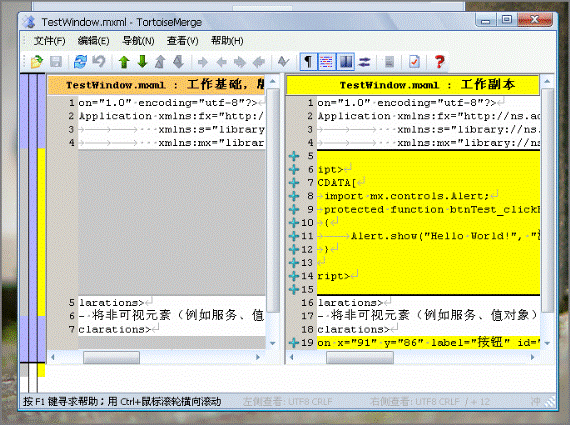 TestWindow.mxml - TortoiseMerge
文件(F) 编辑(E) 导航(N) 查看(V) 帮助(H)
TestWindow.mxml : 工作基础,
1 on="1.0" encoding="utf-8"?>
2 Application xmlns:fx="http:/
3 xmlns:s="library
4 xmlns:mx="librar
5 larations>
6 - 将非可视元素（例如服务、值
7 clarations>
TestWindow.mxml : 工作副本
1 on="1.0" encoding="utf-8"?>
2 Application xmlns:fx="http://ns.ad
3 xmlns:s="library://ns.
4 xmlns:mx="library://ns
5
6 ipt>
7 CDATA[
8 import mx.controls.Alert;
9 protected function btnTest_click
10 {
11 Alert.show("Hello World!", "
12 }
13
14 ript>
15
16 larations>
17 - 将非可视元素（例如服务、值对象）
18 clarations>
19 on x="91" y="86" label="按钮" id="
按 F1 键寻求帮助；用 Ctrl+鼠标滚轮横向滚动 左侧查看: UTF8 CRLF 右侧查看: UTF8 CRLF / + 12